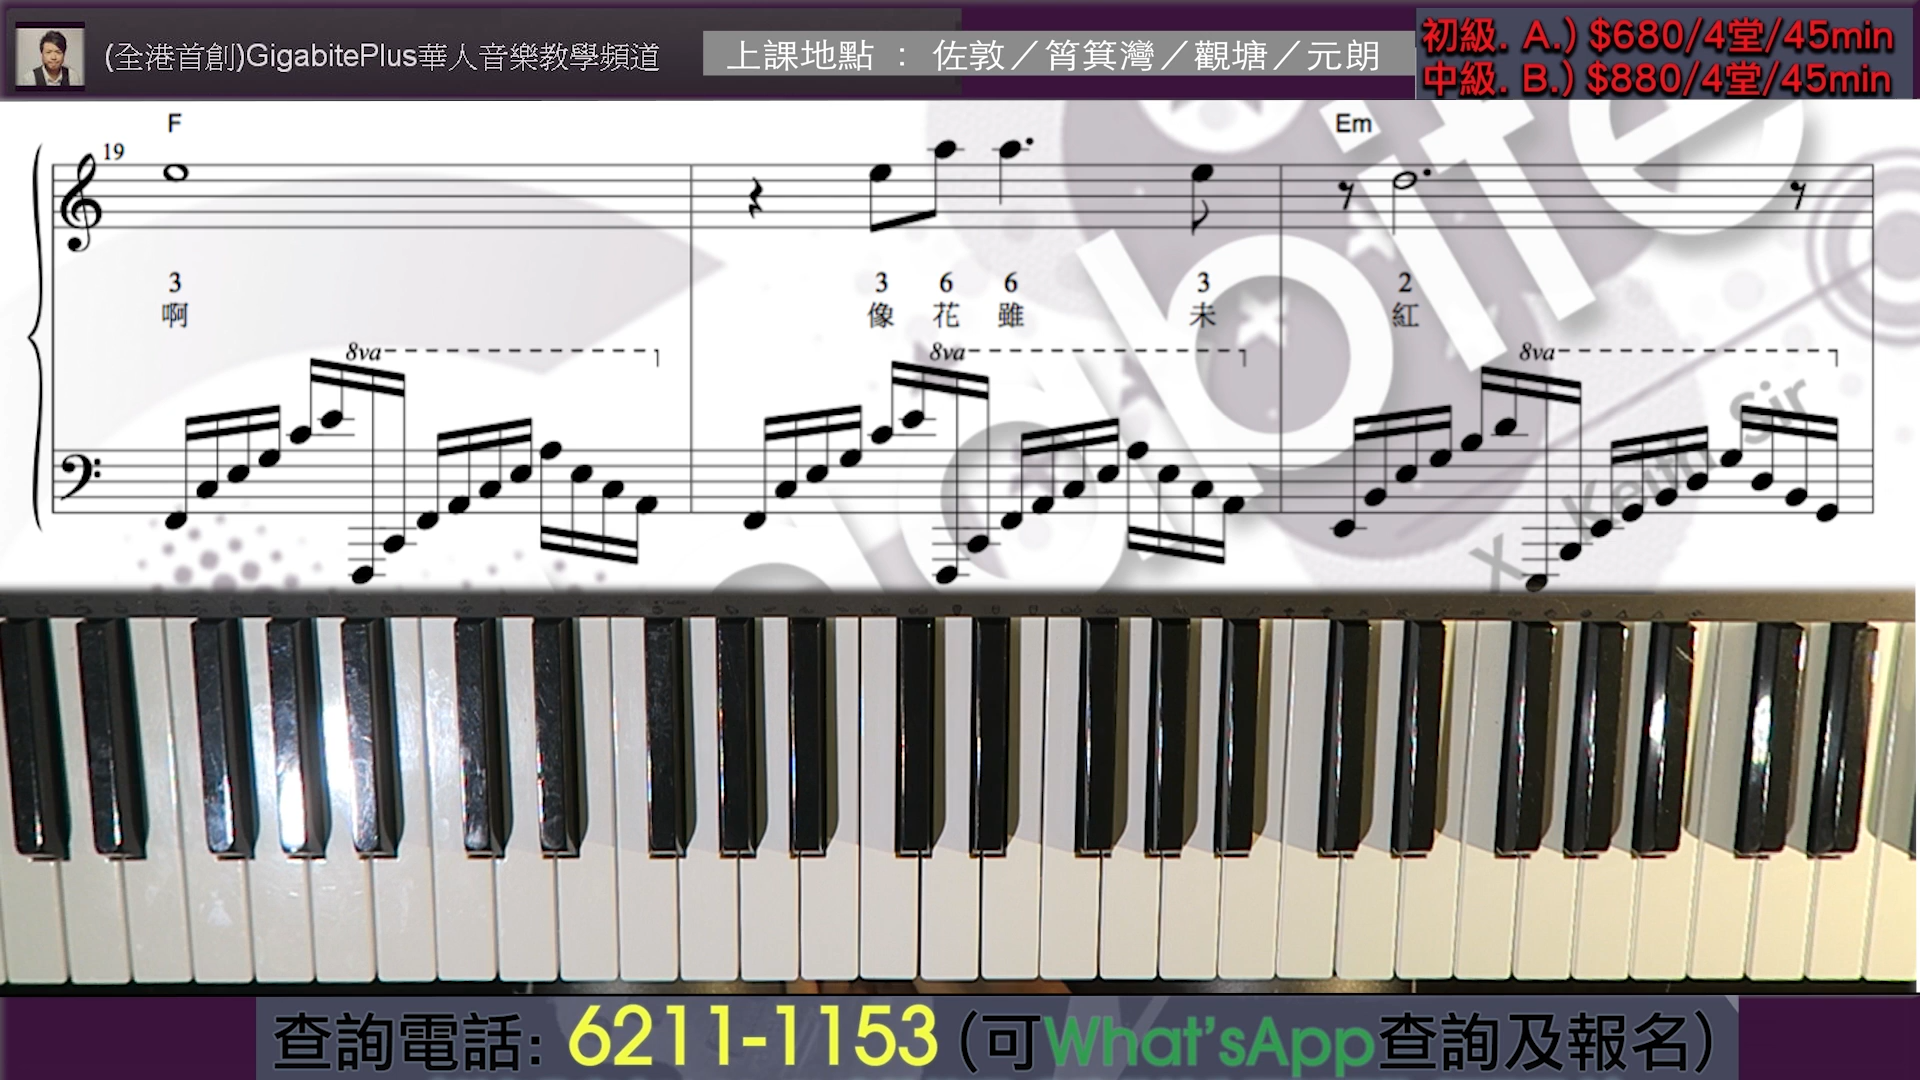 (全港首創)GigabitePlus華人音樂教學頻道
上課地點 ： 佐敦／筲箕灣／觀塘／元朗
初級. A.) $680/4堂/45min
中級. B.) $880/4堂/45min
F Em
19
3 3 6 6 3 2
啊 像 花 雖 未 紅
8va 8va 8va
X Keith Sir
查詢電話: 6211-1153 (可What'sApp查詢及報名)